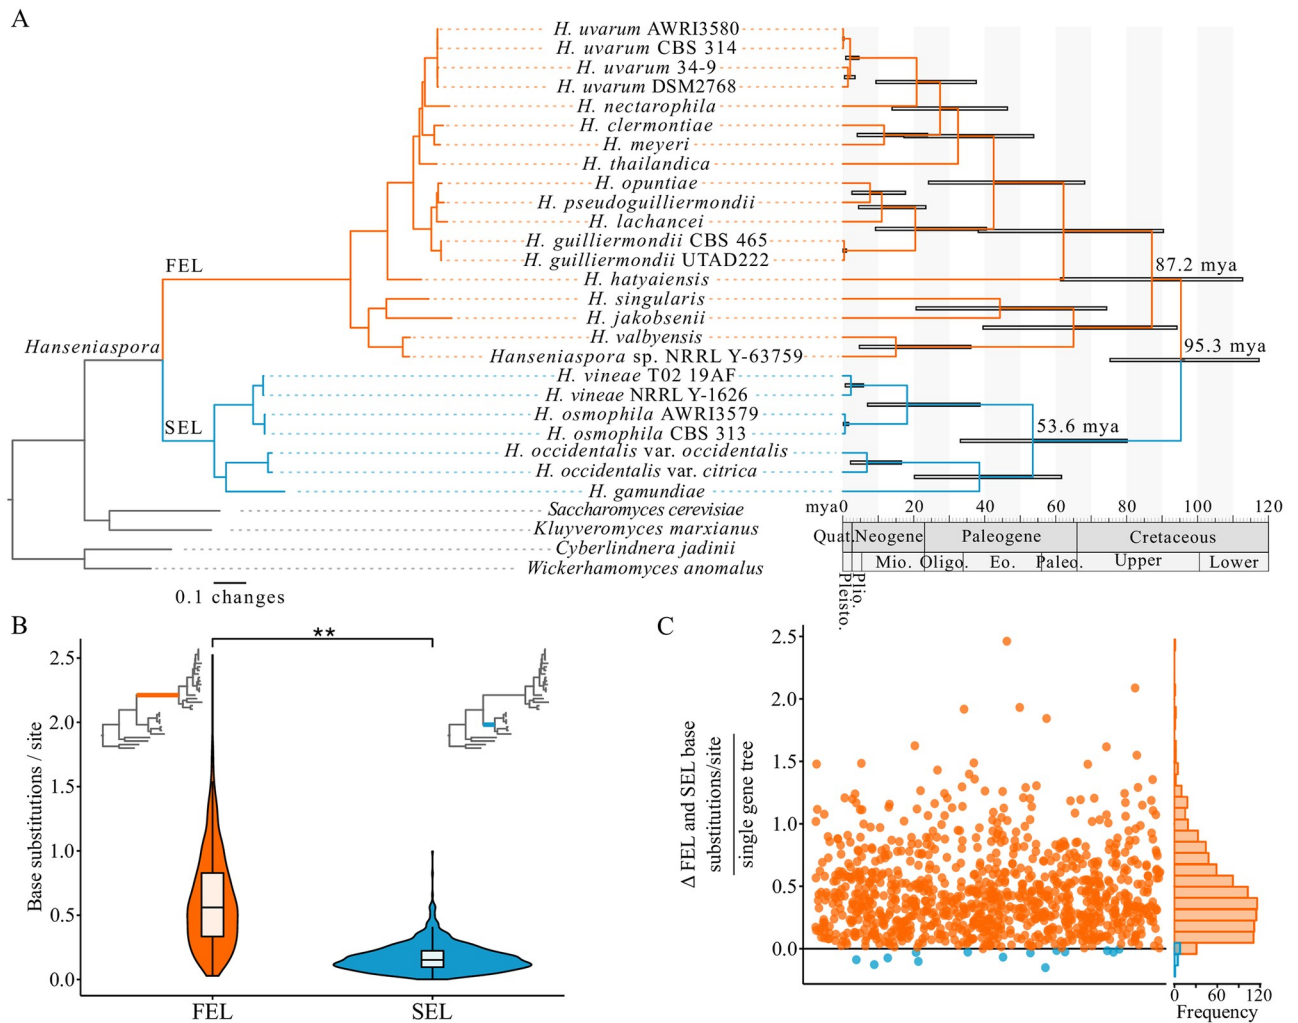 A
H. uvarum AWRI3580
H. uvarum CBS 314
H. uvarum 34-9
H. uvarum DSM2768
H. nectarophila
H. clermontiae
H. meyeri
H. thailandica
H. opuntiae
H. pseudoguilliermondii
H. lachancei
H. guilliermondii CBS 465
H. guilliermondii UTAD222
FEL
87.2 mya
H. hatyaiensis
H. singularis
H. jakobsenii
H. valbyensis
Hanseniaspora
95.3 mya
Hanseniaspora sp. NRRL Y-63759
H. vineae T02 19AF
H. vineae NRRL Y-1626
H. osmophila AWRI3579
SEL
53.6 mya
H. osmophila CBS 313
H. occidentalis var. occidentalis
H. occidentalis var. citrica
H. gamundiae
Saccharomyces cerevisiae
Kluyveromyces marxianus
Cyberlindnera jadinii
Wickerhamomyces anomalus
mya 0 20 40 60 80 100 120
Quat. Neogene Paleogene Cretaceous
Pleisto. Plio. Mio. Oligo. Eo. Paleo. Upper Lower
0.1 changes
B
**
Base substitutions / site
2.5
2.0
1.5
1.0
0.5
0.0
FEL SEL
C
Δ FEL and SEL base
substitutions/site
single gene tree
2.5
2.0
1.5
1.0
0.5
0.0
0 60 120
Frequency